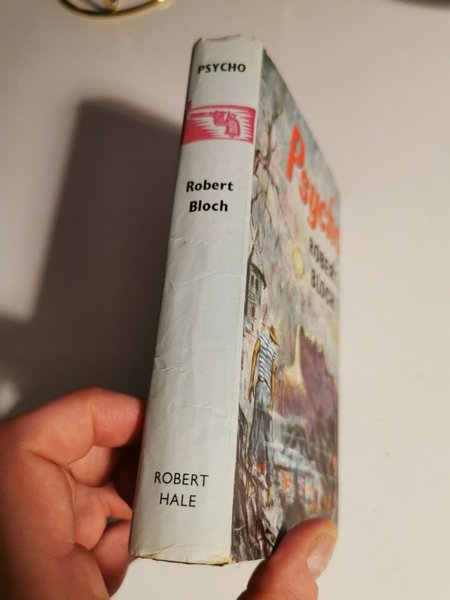 PSYCHO
Robert
Bloch
ROBERT
HALE
Psycho
ROBERT
BLOCH